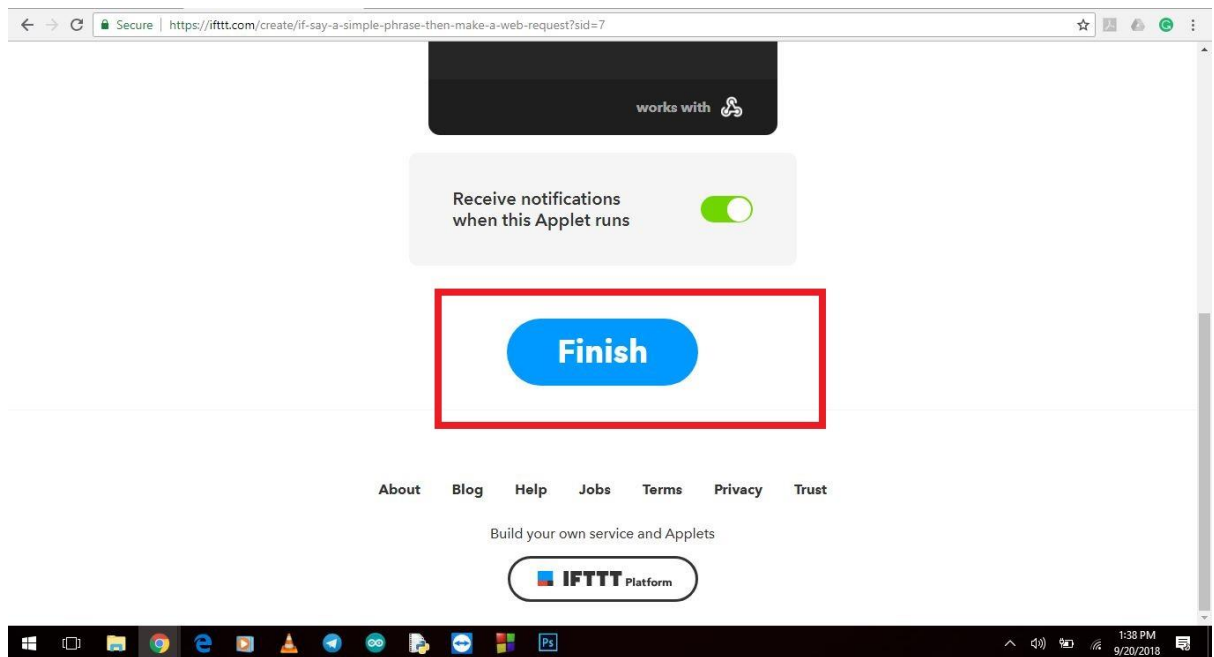 Secure | https://ifttt.com/create/if-say-a-simple-phrase-then-make-a-web-request?sid=7
works with
Receive notifications
when this Applet runs
Finish
About Blog Help Jobs Terms Privacy Trust
Build your own service and Applets
IFTTT Platform
Ps
1:38 PM
9/20/2018